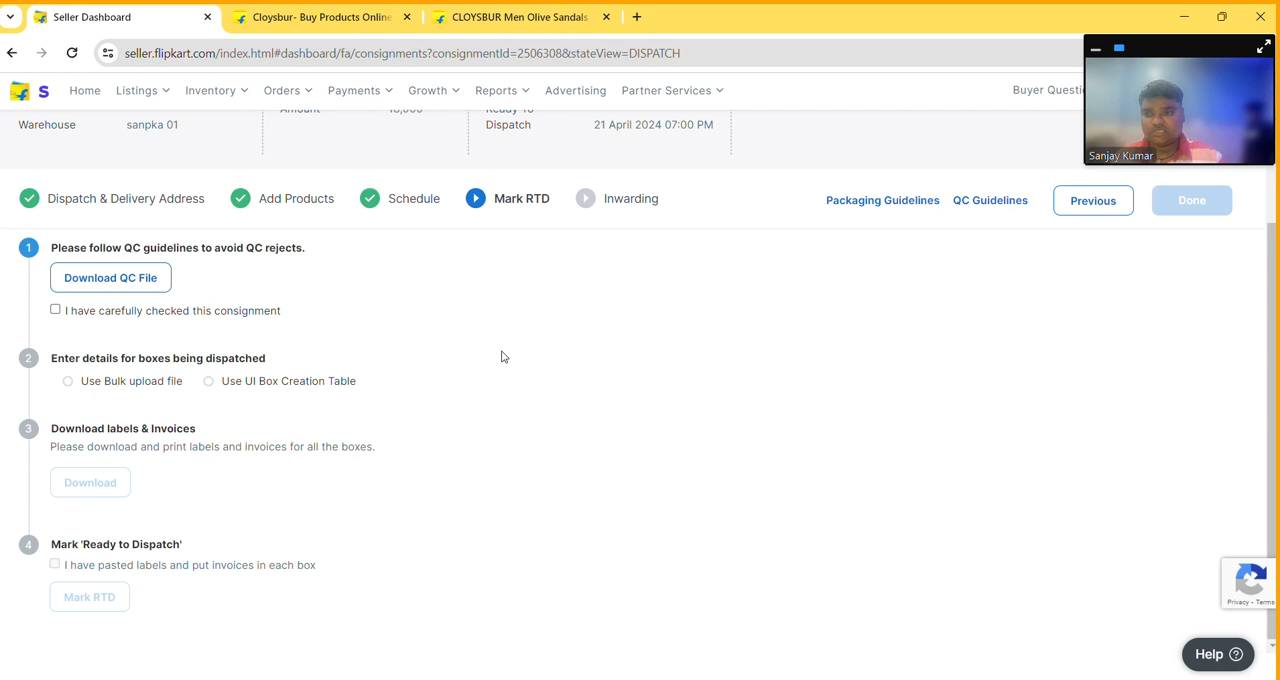 Seller Dashboard
Cloysbur- Buy Products Online
CLOYSBUR Men Olive Sandals
seller.flipkart.com/index.html#dashboard/fa/consignments?consignmentId=2506308&stateView=DISPATCH
S
Home
Listings
Inventory
Orders
Payments
Growth
Reports
Advertising
Partner Services
Buyer Questi
Warehouse
sanpka 01
Amount
Ready To
Dispatch
21 April 2024 07:00 PM
Sanjay Kumar
Dispatch & Delivery Address
Add Products
Schedule
Mark RTD
Inwarding
Packaging Guidelines
QC Guidelines
Previous
Done
1 Please follow QC guidelines to avoid QC rejects.
Download QC File
I have carefully checked this consignment
2 Enter details for boxes being dispatched
Use Bulk upload file
Use UI Box Creation Table
3 Download labels & Invoices
Please download and print labels and invoices for all the boxes.
Download
4 Mark 'Ready to Dispatch'
I have pasted labels and put invoices in each box
Mark RTD
Privacy - Terms
Help ?